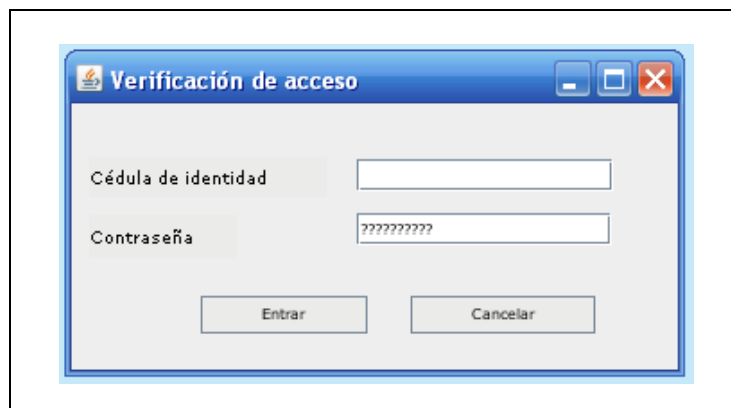 Verificación de acceso
Cédula de identidad
Contraseña
??????????
Entrar
Cancelar